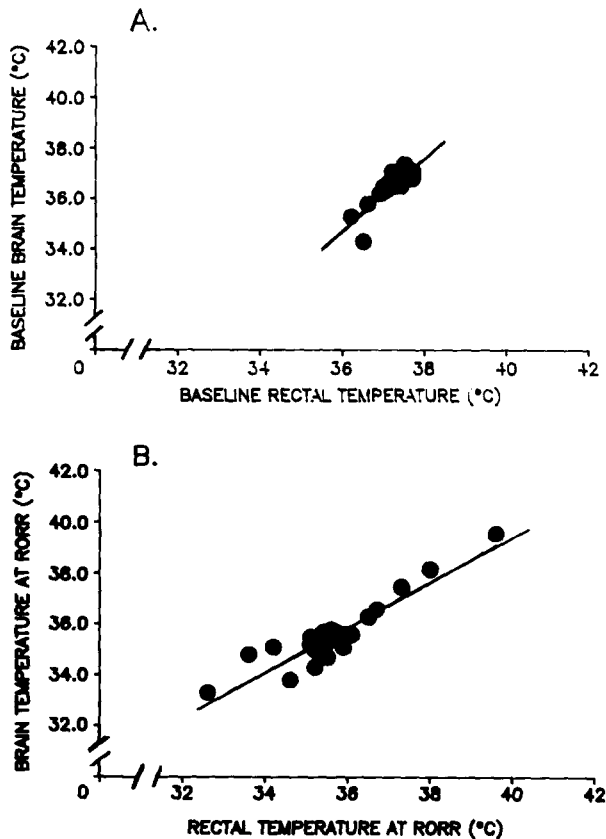 A.
BASELINE BRAIN TEMPERATURE (°C)
42.0
40.0
38.0
36.0
34.0
32.0
0
32 34 36 38 40 42
BASELINE RECTAL TEMPERATURE (°C)
B.
BRAIN TEMPERATURE AT RORR (°C)
42.0
40.0
38.0
36.0
34.0
32.0
0
32 34 36 38 40 42
RECTAL TEMPERATURE AT RORR (°C)